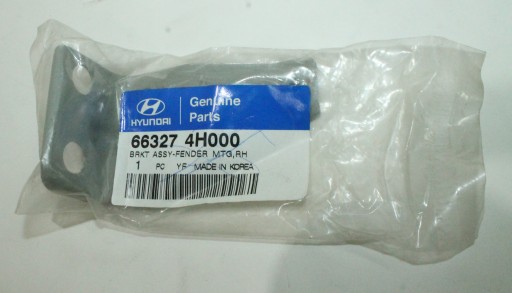 HYUNDAI
Genuine
Parts
66327 4H000
BRKT ASSY-FENDER MTG,RH
1 PC YF MADE IN KOREA